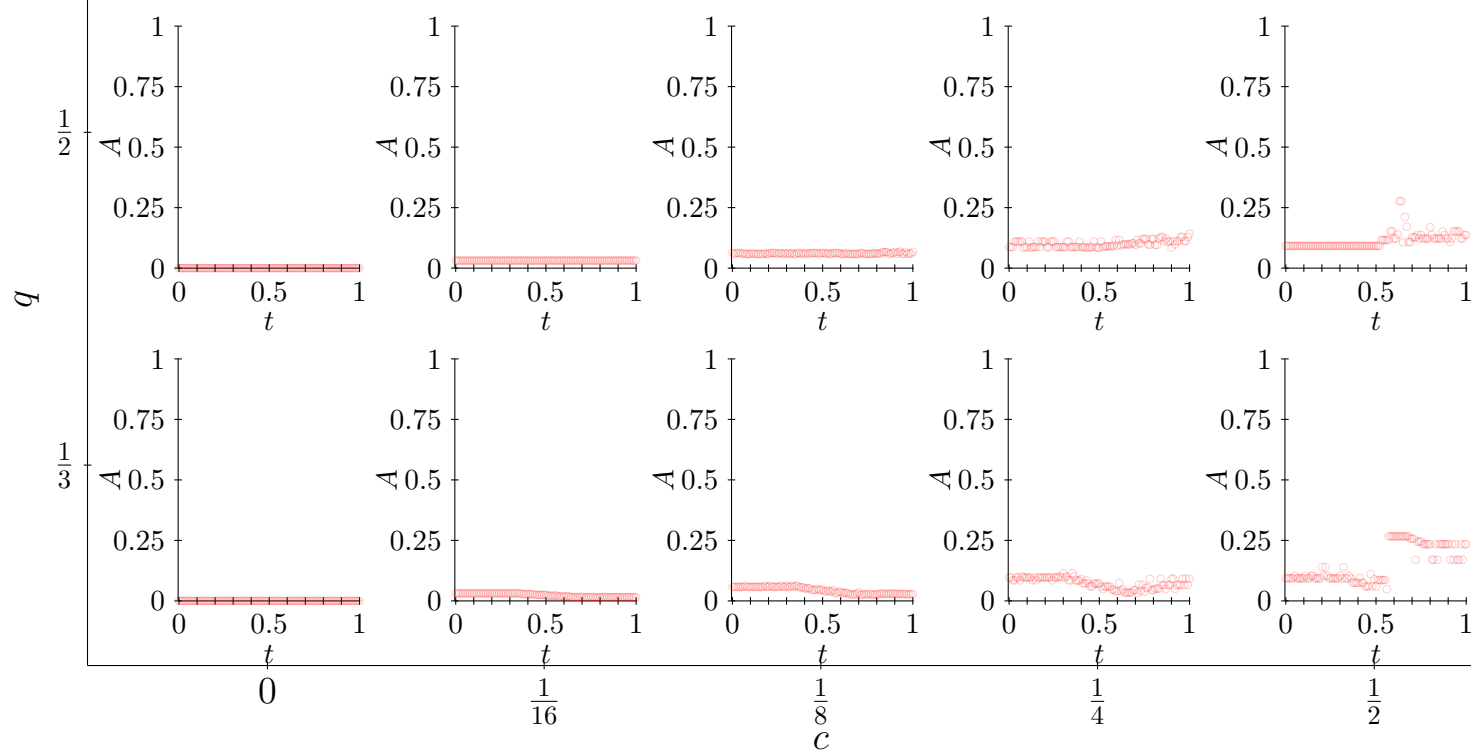 1 1 1 1 1
0.75 0.75 0.75 0.75 0.75
1/2 A 0.5 A 0.5 A 0.5 A 0.5 A 0.5
0.25 0.25 0.25 0.25 0.25
0 0 0 0 0
0 0.5 1 0 0.5 1 0 0.5 1 0 0.5 1 0 0.5 1
q
t t t t t
1 1 1 1 1
0.75 0.75 0.75 0.75 0.75
1/3 A 0.5 A 0.5 A 0.5 A 0.5 A 0.5
0.25 0.25 0.25 0.25 0.25
0 0 0 0 0
0 0.5 1 0 0.5 1 0 0.5 1 0 0.5 1 0 0.5 1
t t t t t
0 1/16 1/8 1/4 1/2
c